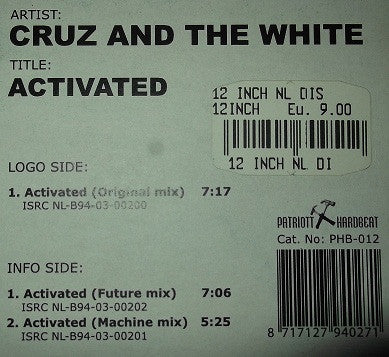 ARTIST:
CRUZ AND THE WHITE
TITLE:
ACTIVATED
12 INCH NL DIS
12INCH Eu. 9.00
12 INCH NL DI
LOGO SIDE:
1. Activated (Original mix) 7:17
ISRC NL-B94-03-00200
PATRIOTT HARDBEAT
Cat. No: PHB-012
INFO SIDE:
1. Activated (Future mix) 7:06
ISRC NL-B94-03-00202
2. Activated (Machine mix) 5:25
ISRC NL-B94-03-00201
8 717127 940271